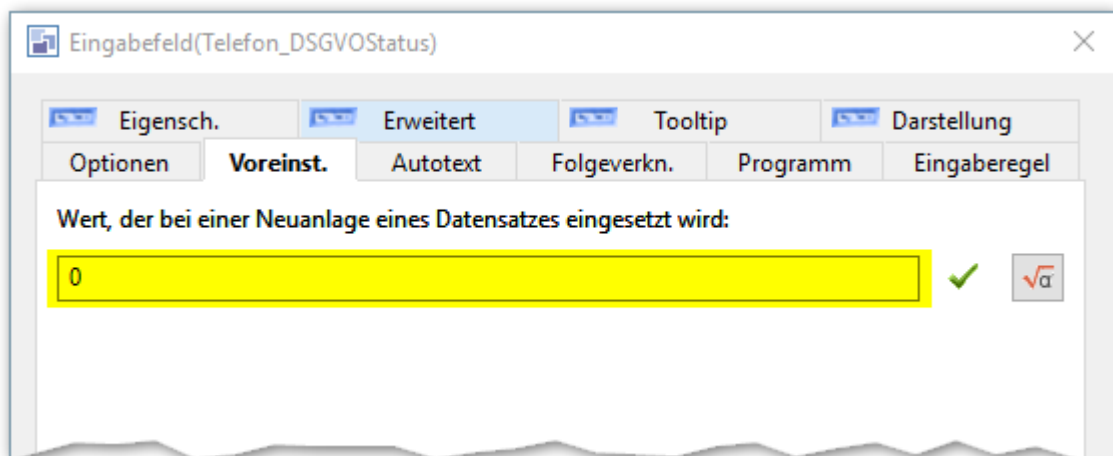 Eingabefeld(Telefon_DSGVOStatus)
Eigensch. Erweitert Tooltip Darstellung
Optionen Voreinst. Autotext Folgeverkn. Programm Eingaberegel
Wert, der bei einer Neuanlage eines Datensatzes eingesetzt wird:
0
√α